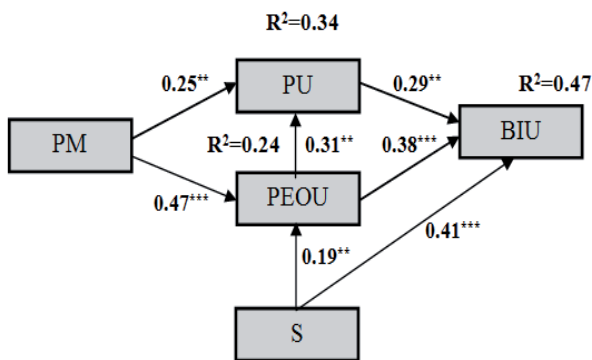 R²=0.34
0.25**
PU
0.29**
R²=0.47
PM
R²=0.24
0.31**
0.38***
BIU
0.47***
PEOU
0.19**
0.41***
S